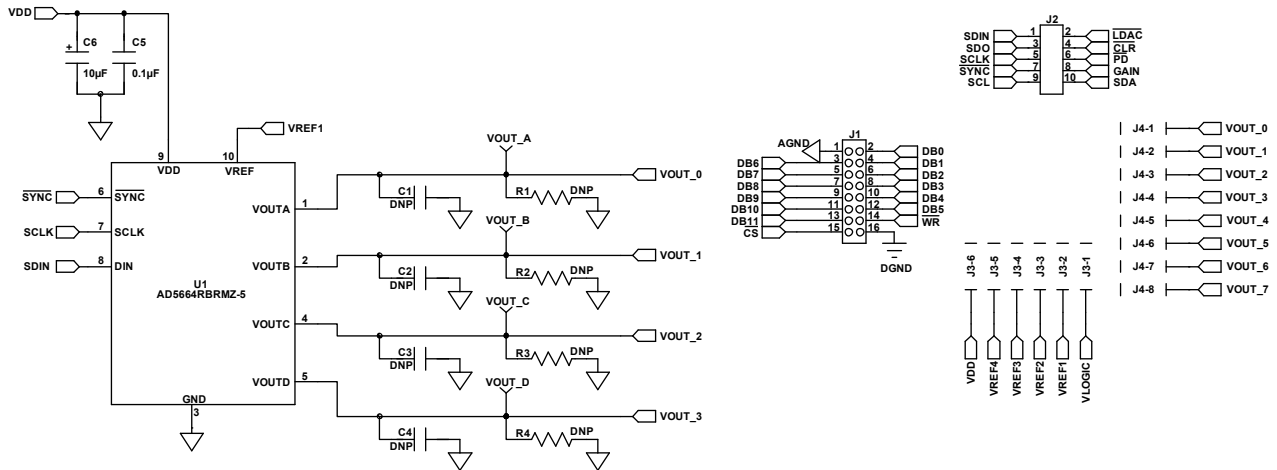 VDD
C6
C5
+
10µF
0.1µF
VREF1
9
10
VDD
VREF
SYNC
6
SYNC
SCLK
7
SCLK
SDIN
8
DIN
U1
AD5664RBRMZ-5
VOUTA
1
VOUTB
2
VOUTC
4
VOUTD
5
GND
3
VOUT_A
C1
DNP
R1
DNP
VOUT_0
VOUT_B
C2
DNP
R2
DNP
VOUT_1
VOUT_C
C3
DNP
R3
DNP
VOUT_2
VOUT_D
C4
DNP
R4
DNP
VOUT_3
J1
AGND
1
2
DB0
DB6
3
4
DB1
DB7
5
6
DB2
DB8
7
8
DB3
DB9
9
10
DB4
DB10
11
12
DB5
DB11
13
14
WR
CS
15
16
DGND
J2
SDIN
1
2
LDAC
SDO
3
4
CLR
SCLK
5
6
PD
SYNC
7
8
GAIN
SCL
9
10
SDA
J4-1
VOUT_0
J4-2
VOUT_1
J4-3
VOUT_2
J4-4
VOUT_3
J4-5
VOUT_4
J4-6
VOUT_5
J4-7
VOUT_6
J4-8
VOUT_7
J3-6
J3-5
J3-4
J3-3
J3-2
J3-1
VDD
VREF4
VREF3
VREF2
VREF1
VLOGIC